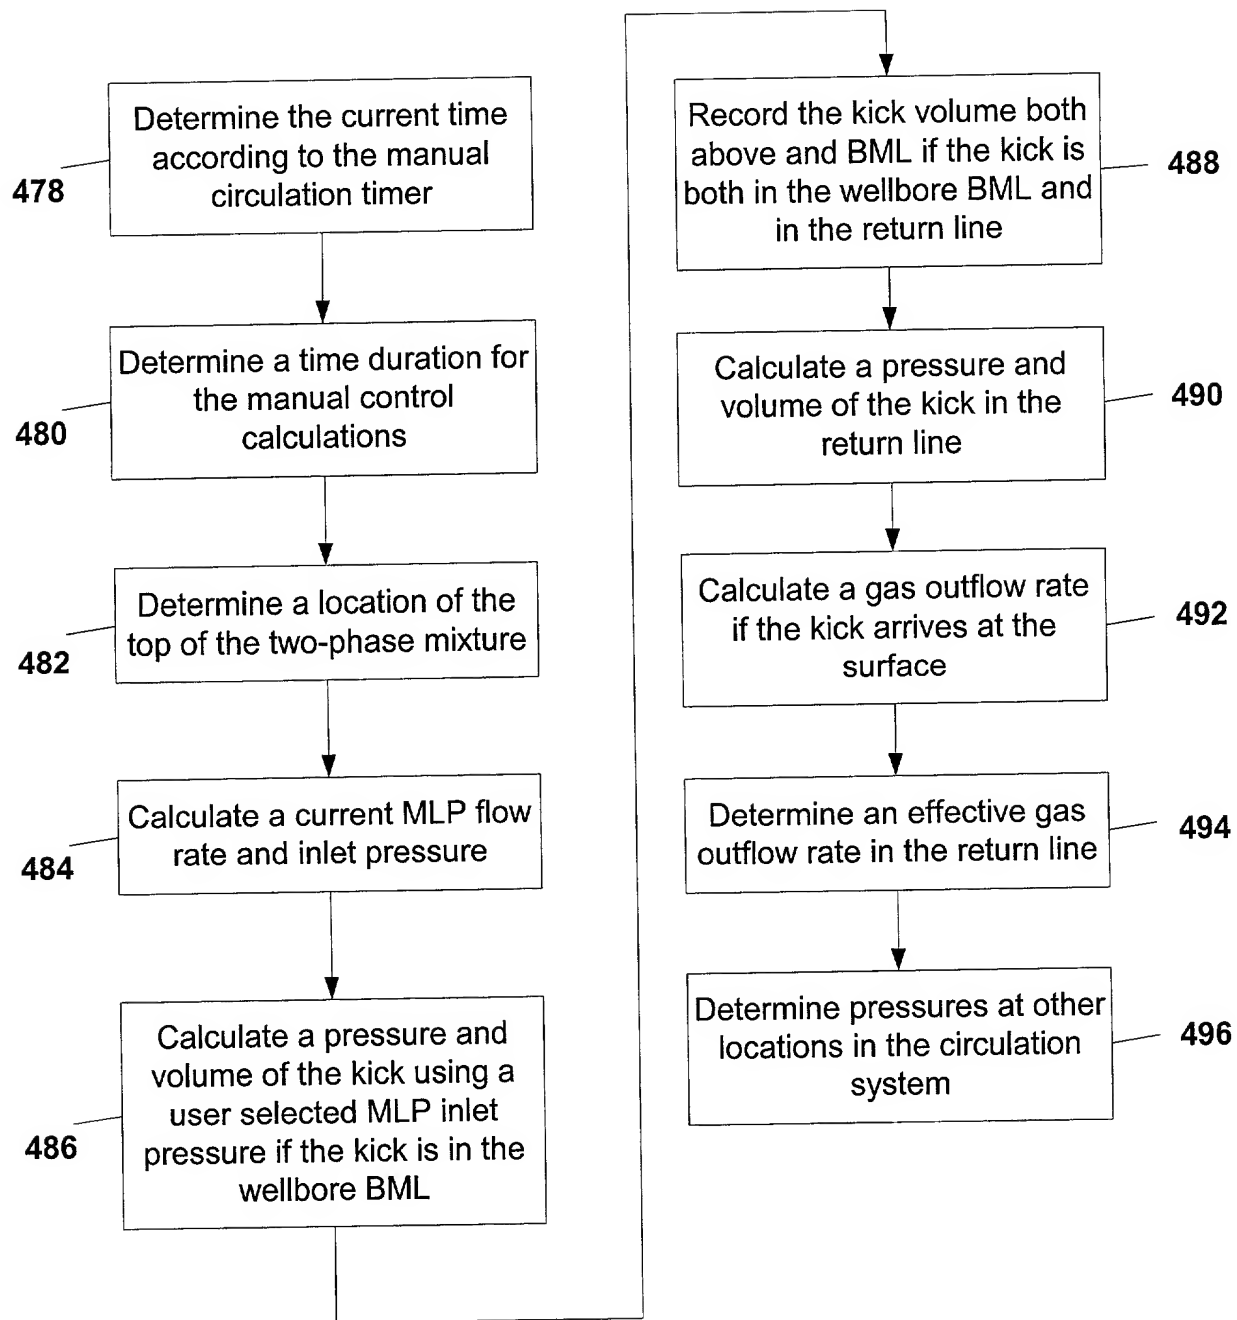 Determine the current time
according to the manual
circulation timer
478
Determine a time duration for
the manual control
calculations
480
Determine a location of the
top of the two-phase mixture
482
Calculate a current MLP flow
rate and inlet pressure
484
Calculate a pressure and
volume of the kick using a
user selected MLP inlet
pressure if the kick is in the
wellbore BML
486
Record the kick volume both
above and BML if the kick is
both in the wellbore BML and
in the return line
488
Calculate a pressure and
volume of the kick in the
return line
490
Calculate a gas outflow rate
if the kick arrives at the
surface
492
Determine an effective gas
outflow rate in the return line
494
Determine pressures at other
locations in the circulation
system
496